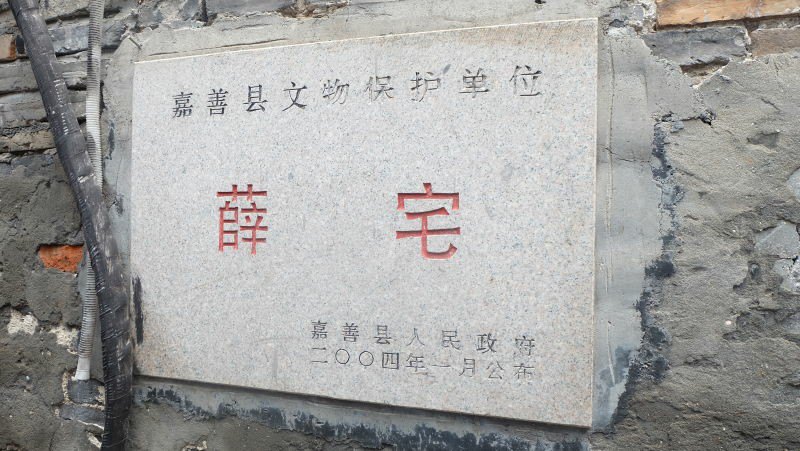 嘉善县文物保护单位
薛宅
嘉善县人民政府
二〇〇四年一月公布